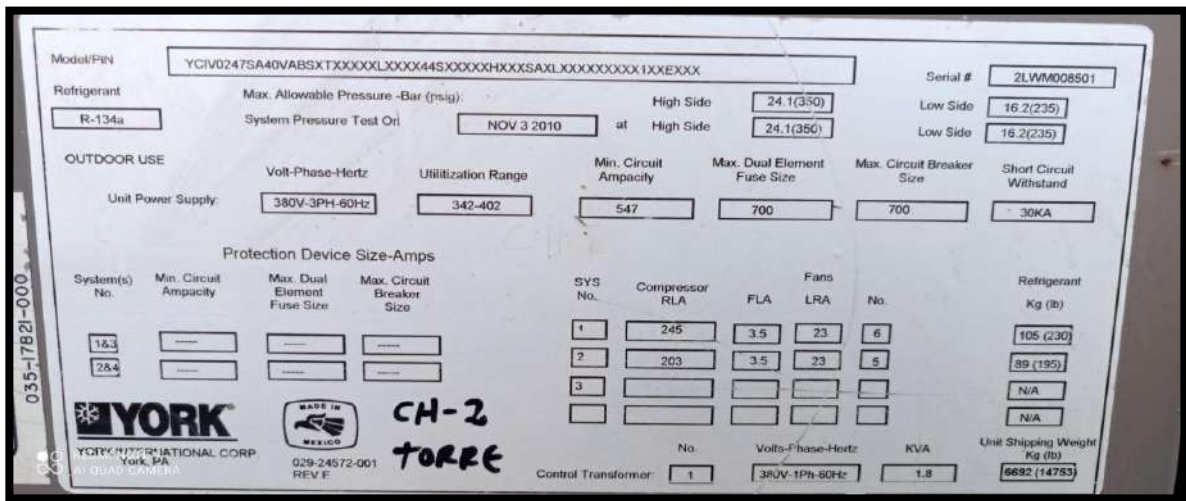 Model/PIN YCIV0247SA40VABSXTXXXXXLXXXX44SXXXXXHXXXSAXLXXXXXXXXX1XXEXXX Serial # 2LWM008501
Refrigerant Max. Allowable Pressure -Bar (psig): High Side 24.1(350) Low Side 16.2(235)
R-134a System Pressure Test On NOV 3 2010 at High Side 24.1(350) Low Side 16.2(235)
OUTDOOR USE
Volt-Phase-Hertz Utilitization Range Min. Circuit Ampacity Max. Dual Element Fuse Size Max. Circuit Breaker Size Short Circuit Withstand
Unit Power Supply: 380V-3PH-60Hz 342-402 547 700 700 30KA
Protection Device Size-Amps
System(s) No. Min. Circuit Ampacity Max. Dual Element Fuse Size Max. Circuit Breaker Size
1&3 ----- ----- -----
2&4 ----- ----- -----
SYS No. Compressor RLA Fans FLA LRA No. Refrigerant Kg (lb)
1 245 3.5 23 6 105 (230)
2 203 3.5 23 5 89 (195)
3 N/A
N/A
YORK
YORK INTERNATIONAL CORP.
York, PA
MADE IN
MEXICO
029-24572-001
REV F
CH-2
TORRE
No. Volts-Phase-Hertz KVA Unit Shipping Weight Kg (lb)
Control Transformer: 1 380V-1Ph-60Hz 1.8 6692 (14753)
035-17821-000
AI QUAD CAMERA